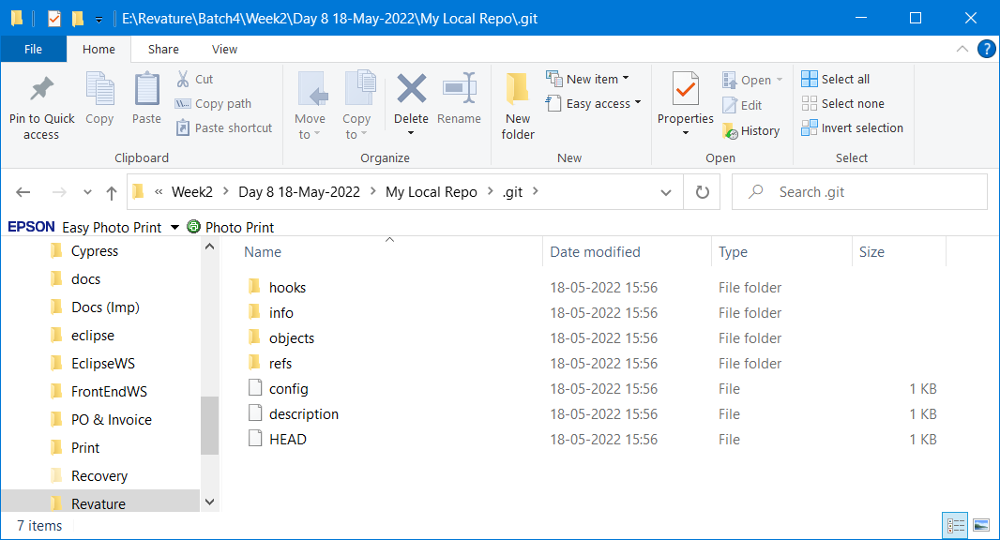 E:\Revature\Batch4\Week2\Day 8 18-May-2022\My Local Repo\.git
File Home Share View
Pin to Quick access
Copy
Paste
Cut
Copy path
Paste shortcut
Clipboard
Move to
Copy to
Delete
Rename
Organize
New folder
New item
Easy access
New
Properties
Open
Edit
History
Open
Select all
Select none
Invert selection
Select
« Week2 > Day 8 18-May-2022 > My Local Repo > .git >
Search .git
EPSON Easy Photo Print Photo Print
Cypress
docs
Docs (Imp)
eclipse
EclipseWS
FrontEndWS
PO & Invoice
Print
Recovery
Revature
Name Date modified Type Size
hooks 18-05-2022 15:56 File folder
info 18-05-2022 15:56 File folder
objects 18-05-2022 15:56 File folder
refs 18-05-2022 15:56 File folder
config 18-05-2022 15:56 File 1 KB
description 18-05-2022 15:56 File 1 KB
HEAD 18-05-2022 15:56 File 1 KB
7 items